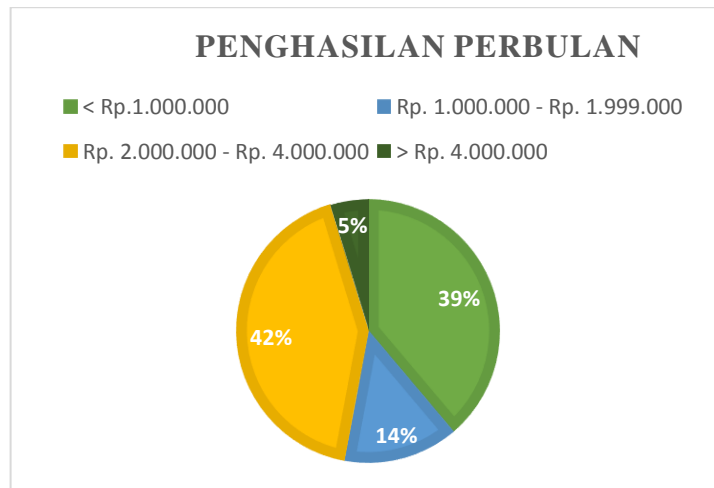 PENGHASILAN PERBULAN
< Rp.1.000.000
Rp. 1.000.000 - Rp. 1.999.000
Rp. 2.000.000 - Rp. 4.000.000
> Rp. 4.000.000
5%
39%
42%
14%